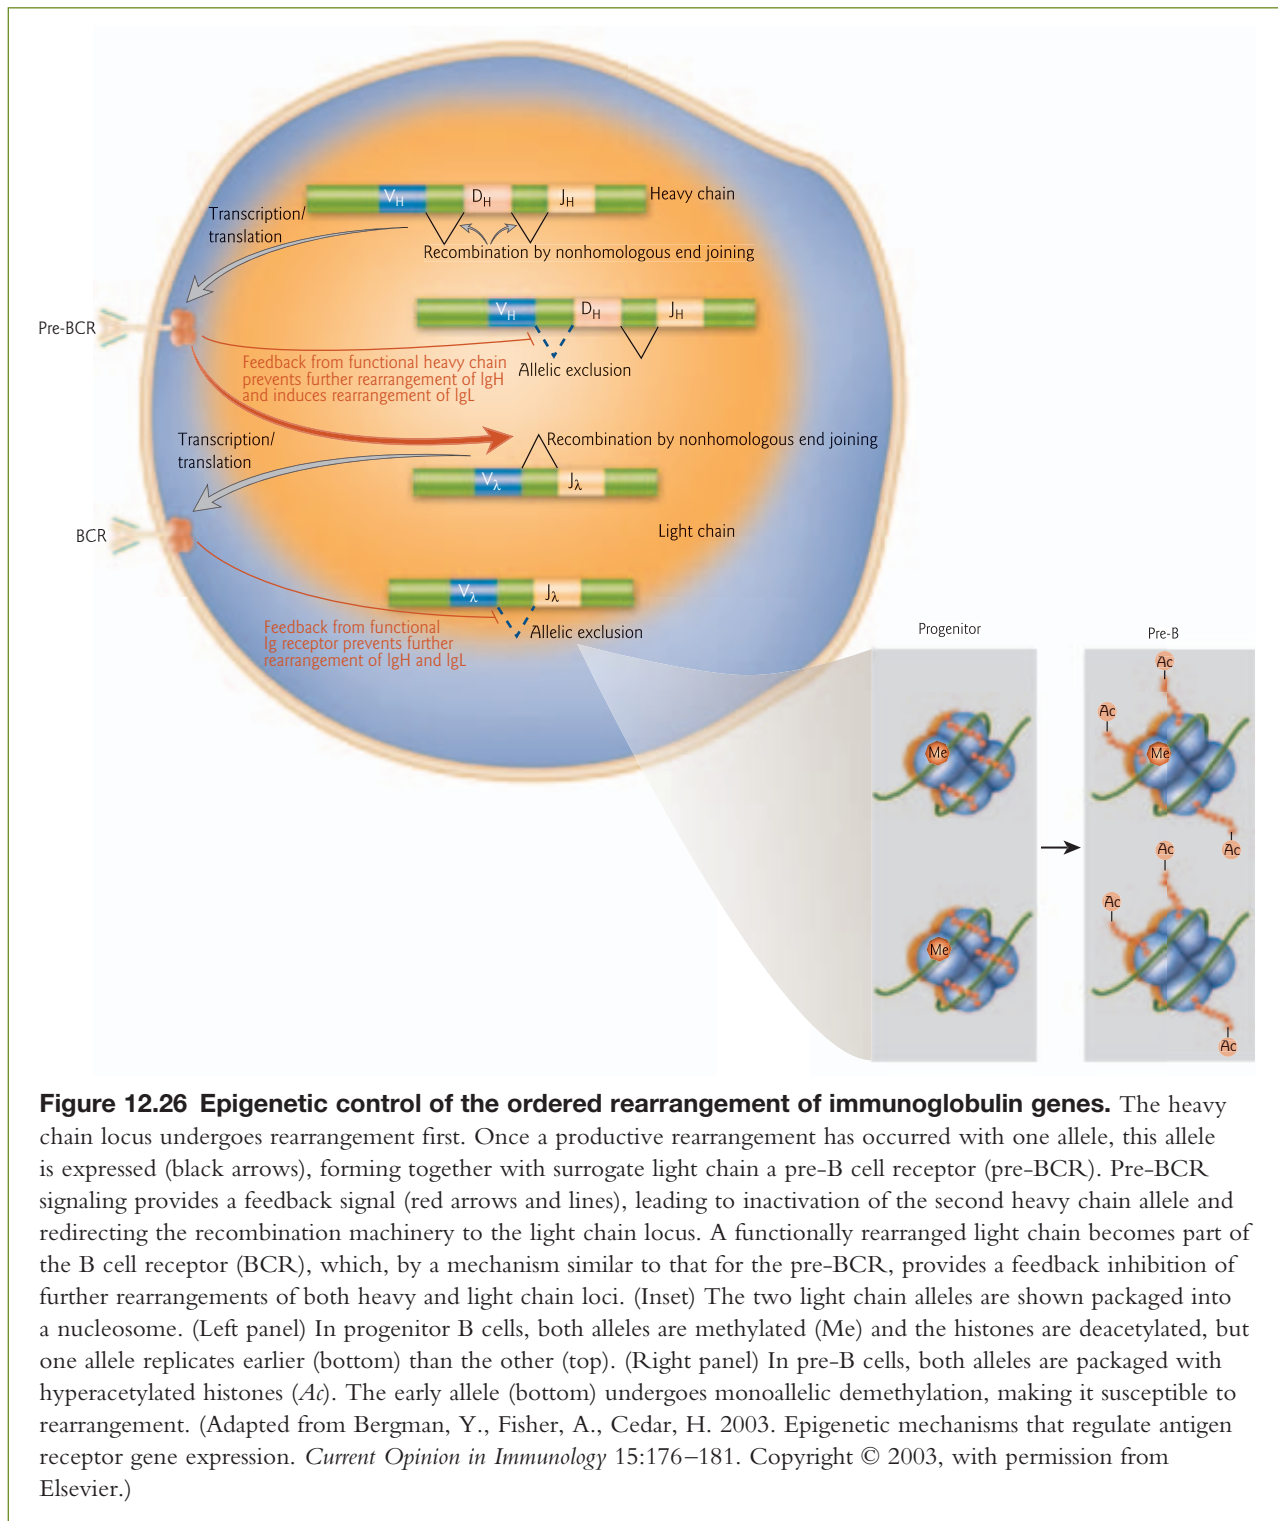 V_H
D_H
J_H
Heavy chain
Transcription/
translation
Recombination by nonhomologous end joining
V_H
D_H
J_H
Pre-BCR
Feedback from functional heavy chain
prevents further rearrangement of IgH
and induces rearrangement of IgL
Allelic exclusion
Transcription/
translation
Recombination by nonhomologous end joining
V_λ
J_λ
Light chain
BCR
V_λ
J_λ
Feedback from functional
Ig receptor prevents further
rearrangement of IgH and IgL
Allelic exclusion
Progenitor
Pre-B
Ac
Ac
Me
Me
Ac
Ac
Ac
Me
Ac
Figure 12.26 Epigenetic control of the ordered rearrangement of immunoglobulin genes. The heavy
chain locus undergoes rearrangement first. Once a productive rearrangement has occurred with one allele, this allele
is expressed (black arrows), forming together with surrogate light chain a pre-B cell receptor (pre-BCR). Pre-BCR
signaling provides a feedback signal (red arrows and lines), leading to inactivation of the second heavy chain allele and
redirecting the recombination machinery to the light chain locus. A functionally rearranged light chain becomes part of
the B cell receptor (BCR), which, by a mechanism similar to that for the pre-BCR, provides a feedback inhibition of
further rearrangements of both heavy and light chain loci. (Inset) The two light chain alleles are shown packaged into
a nucleosome. (Left panel) In progenitor B cells, both alleles are methylated (Me) and the histones are deacetylated, but
one allele replicates earlier (bottom) than the other (top). (Right panel) In pre-B cells, both alleles are packaged with
hyperacetylated histones (Ac). The early allele (bottom) undergoes monoallelic demethylation, making it susceptible to
rearrangement. (Adapted from Bergman, Y., Fisher, A., Cedar, H. 2003. Epigenetic mechanisms that regulate antigen
receptor gene expression. Current Opinion in Immunology 15:176–181. Copyright © 2003, with permission from
Elsevier.)